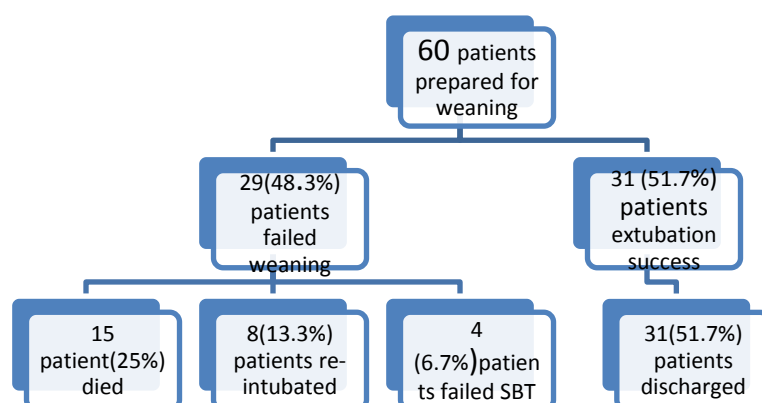 60 patients
prepared for
weaning
29(48.3%)
patients
failed
weaning
31 (51.7%)
patients
extubation
success
15
patient(25%)
died
8(13.3%)
patients re-
intubated
4
(6.7%)patien
ts failed SBT
31(51.7%)
patients
discharged